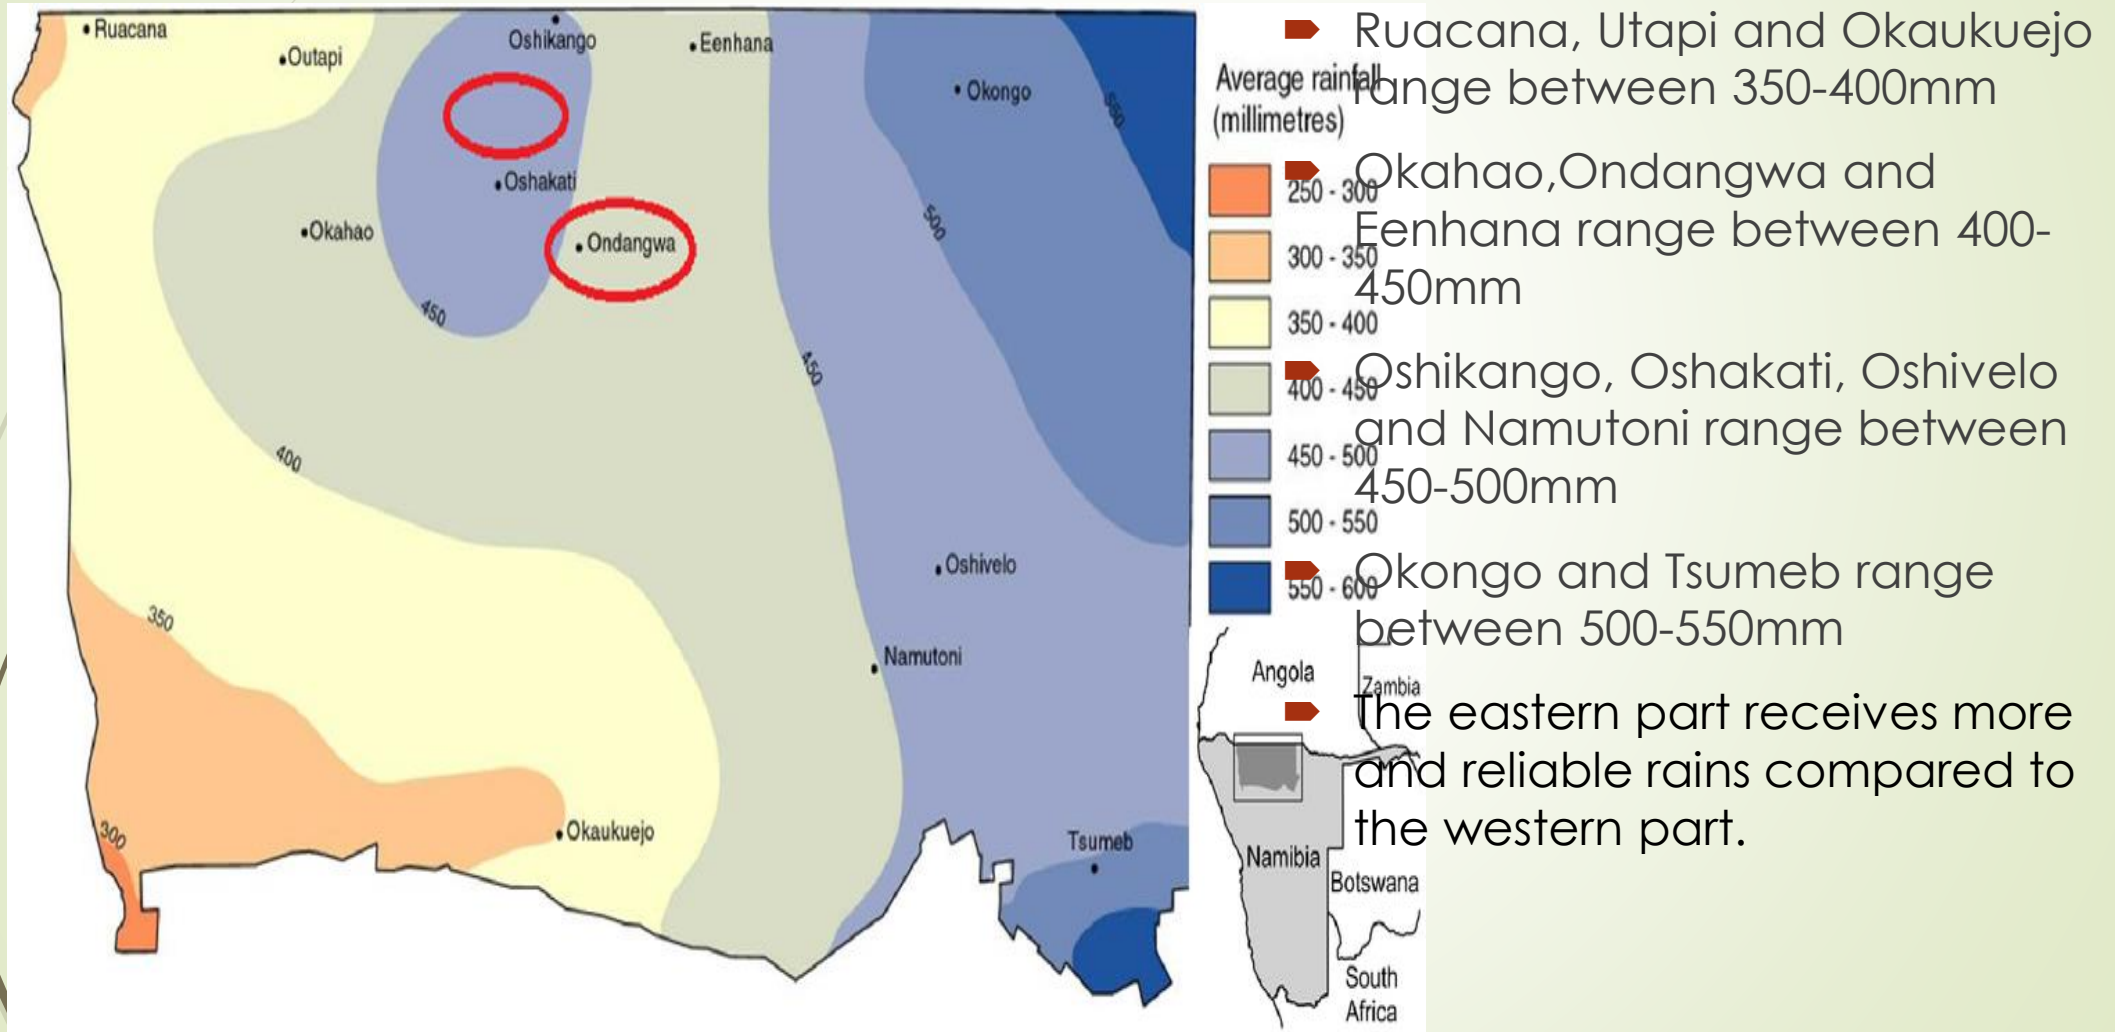 Ruacana
Outapi
Oshikango
Eenhana
Okongo
Oshakati
Okahao
Ondangwa
Oshivelo
Namutoni
Okaukuejo
Tsumeb
550
500
450
450
400
350
300
Average rainfall
(millimetres)
250 - 300
300 - 350
350 - 400
400 - 450
450 - 500
500 - 550
550 - 600
Angola
Zambia
Namibia
Botswana
South
Africa
Ruacana, Utapi and Okaukuejo
range between 350-400mm
Okahao,Ondangwa and
Eenhana range between 400-
450mm
Oshikango, Oshakati, Oshivelo
and Namutoni range between
450-500mm
Okongo and Tsumeb range
between 500-550mm
The eastern part receives more
and reliable rains compared to
the western part.